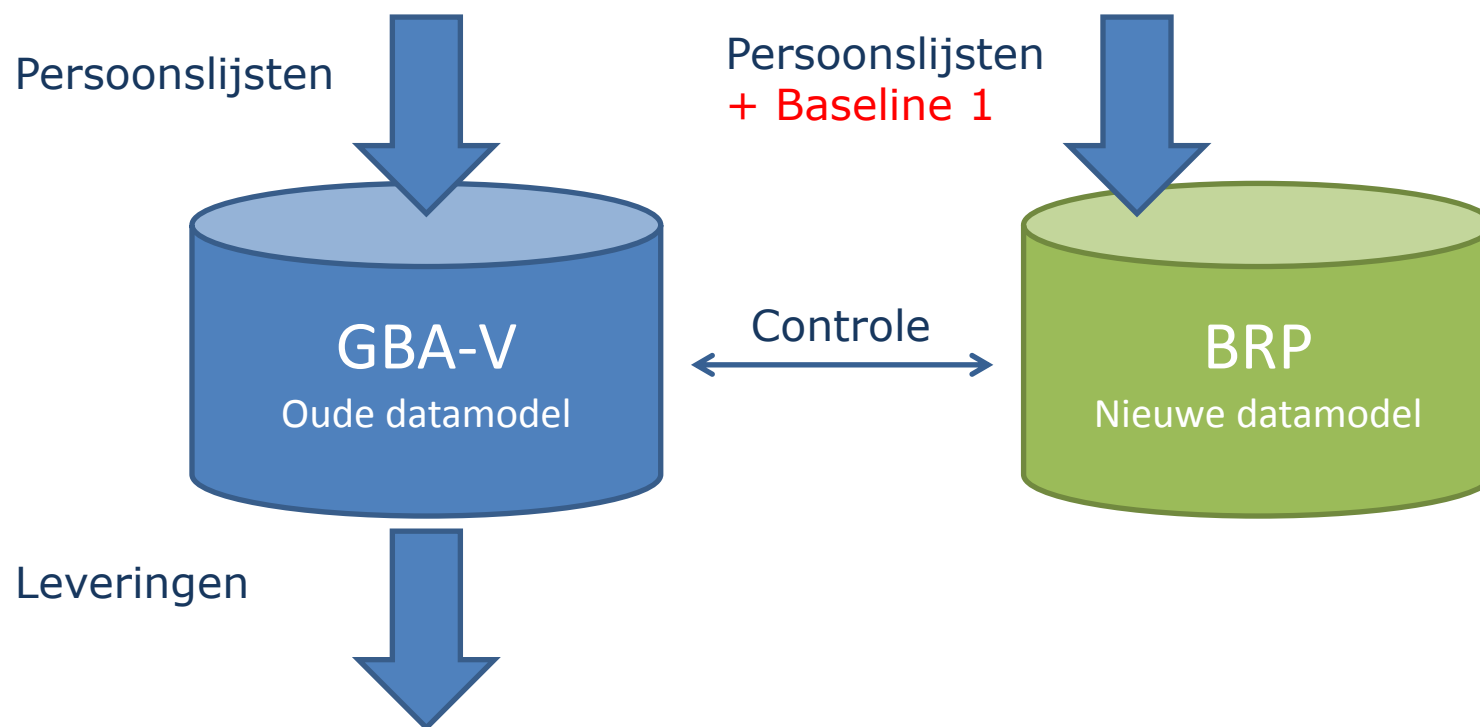 Persoonslijsten
Persoonslijsten
+ Baseline 1
GBA-V
Oude datamodel
Controle
BRP
Nieuwe datamodel
Leveringen